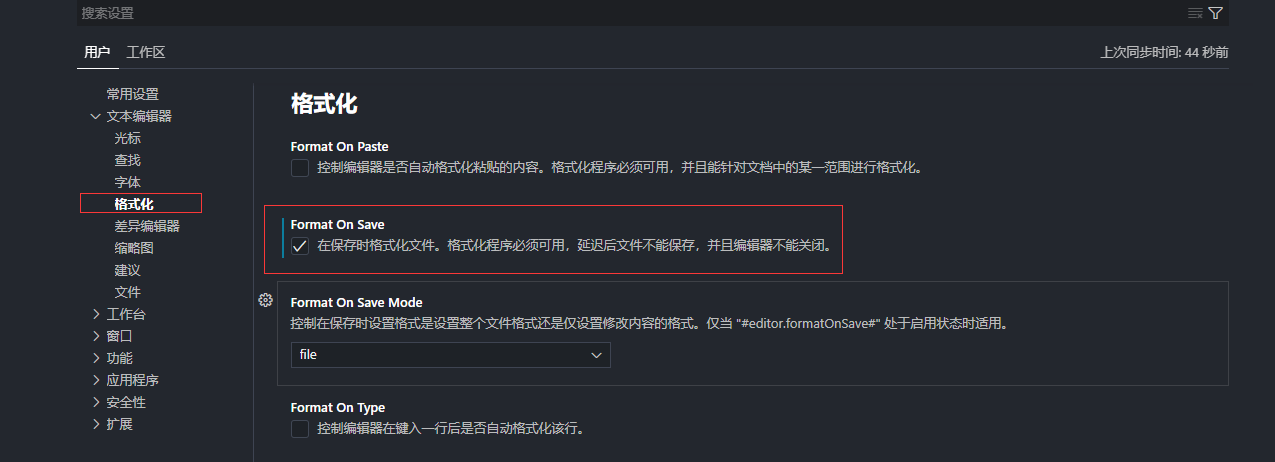 搜索设置
用户
工作区
上次同步时间: 44 秒前
常用设置
文本编辑器
光标
查找
字体
格式化
差异编辑器
缩略图
建议
文件
工作台
窗口
功能
应用程序
安全性
扩展
格式化
Format On Paste
控制编辑器是否自动格式化粘贴的内容。格式化程序必须可用，并且能针对文档中的某一范围进行格式化。
Format On Save
在保存时格式化文件。格式化程序必须可用，延迟后文件不能保存，并且编辑器不能关闭。
Format On Save Mode
控制在保存时设置格式是设置整个文件格式还是仅设置修改内容的格式。仅当 "#editor.formatOnSave#" 处于启用状态时适用。
file
Format On Type
控制编辑器在键入一行后是否自动格式化该行。